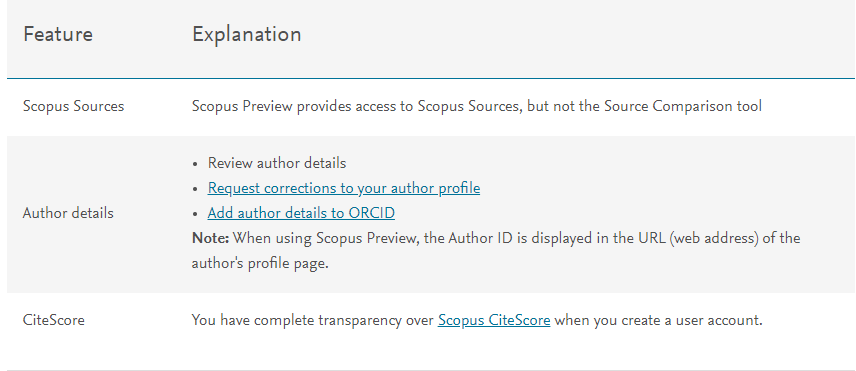 Feature Explanation
Scopus Sources Scopus Preview provides access to Scopus Sources, but not the Source Comparison tool
• Review author details
• Request corrections to your author profile
Author details • Add author details to ORCID
Note: When using Scopus Preview, the Author ID is displayed in the URL (web address) of the
author's profile page.
CiteScore You have complete transparency over Scopus CiteScore when you create a user account.